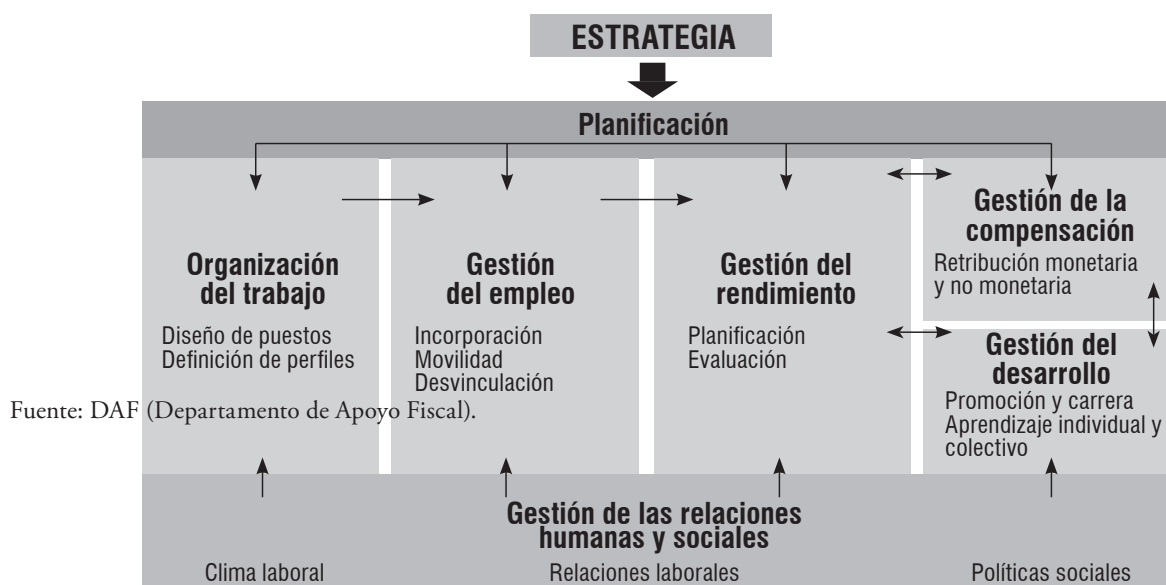 ESTRATEGIA
Planificación
Organización
del trabajo
Diseño de puestos
Definición de perfiles
Gestión
del empleo
Incorporación
Movilidad
Desvinculación
Gestión del
rendimiento
Planificación
Evaluación
Gestión de la
compensación
Retribución monetaria
y no monetaria
Gestión del
desarrollo
Promoción y carrera
Aprendizaje individual y
colectivo
Fuente: DAF (Departamento de Apoyo Fiscal).
Gestión de las relaciones
humanas y sociales
Clima laboral
Relaciones laborales
Políticas sociales